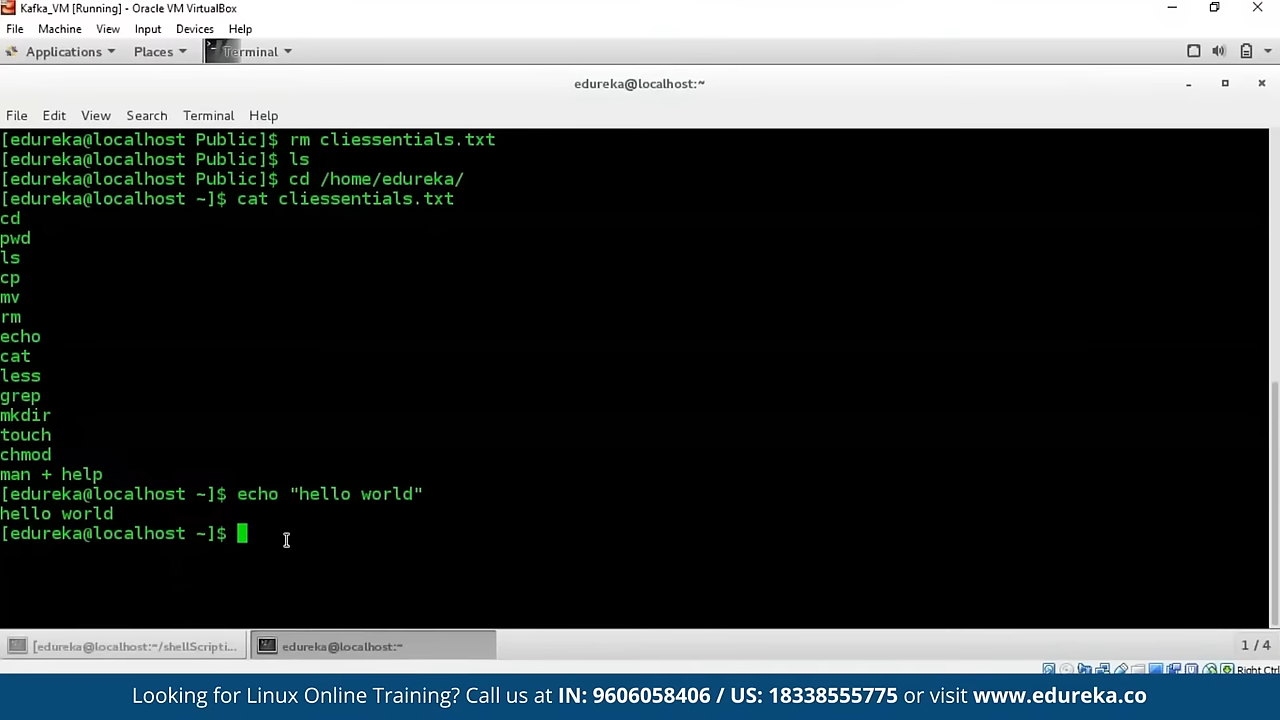 Kafka_VM [Running] - Oracle VM VirtualBox
File Machine View Input Devices Help
Applications Places Terminal
edureka@localhost:~
File Edit View Search Terminal Help
[edureka@localhost Public]$ rm cliessentials.txt
[edureka@localhost Public]$ ls
[edureka@localhost Public]$ cd /home/edureka/
[edureka@localhost ~]$ cat cliessentials.txt
cd
pwd
ls
cp
mv
rm
echo
cat
less
grep
mkdir
touch
chmod
man + help
[edureka@localhost ~]$ echo "hello world"
hello world
[edureka@localhost ~]$
[edureka@localhost:~/shellScripti... edureka@localhost:~ 1 / 4
Right Ctrl
Looking for Linux Online Training? Call us at IN: 9606058406 / US: 18338555775 or visit www.edureka.co